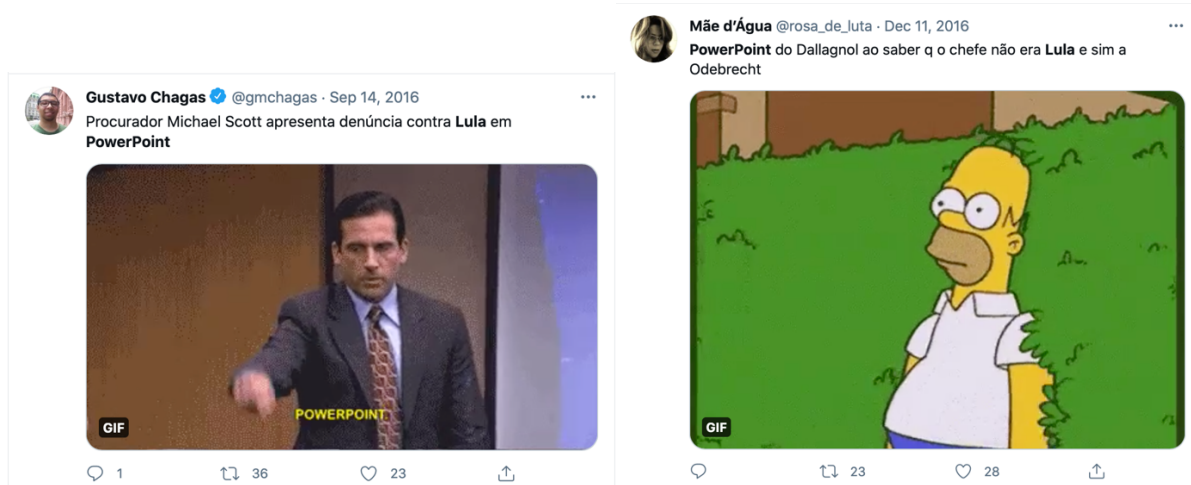 Gustavo Chagas @gmchagas · Sep 14, 2016
Procurador Michael Scott apresenta denúncia contra Lula em
PowerPoint
POWERPOINT
GIF
1 36 23
Mãe d'Água @rosa_de_luta · Dec 11, 2016
PowerPoint do Dallagnol ao saber q o chefe não era Lula e sim a
Odebrecht
GIF
23 28